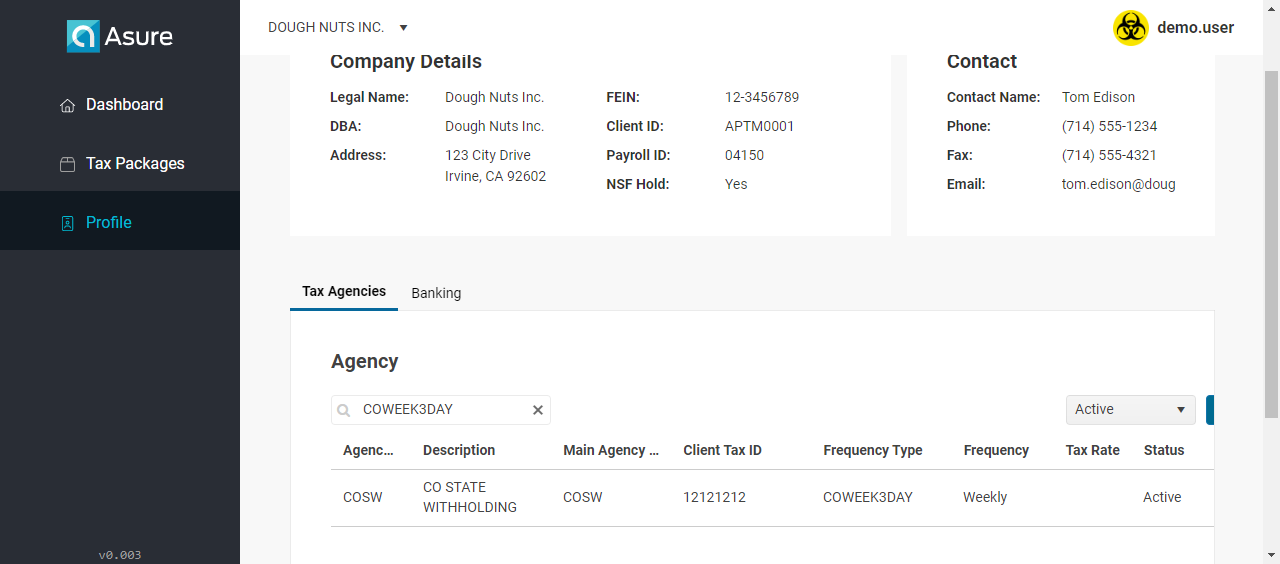 Asure
DOUGH NUTS INC.
demo.user
Dashboard
Tax Packages
Profile
v0.003
Company Details
Legal Name: Dough Nuts Inc. FEIN: 12-3456789
DBA: Dough Nuts Inc. Client ID: APTM0001
Address: 123 City Drive Payroll ID: 04150
Irvine, CA 92602 NSF Hold: Yes
Contact
Contact Name: Tom Edison
Phone: (714) 555-1234
Fax: (714) 555-4321
Email: tom.edison@doug
Tax Agencies Banking
Agency
COWEEK3DAY Active
Agenc... Description Main Agency ... Client Tax ID Frequency Type Frequency Tax Rate Status
COSW CO STATE WITHHOLDING COSW 12121212 COWEEK3DAY Weekly Active